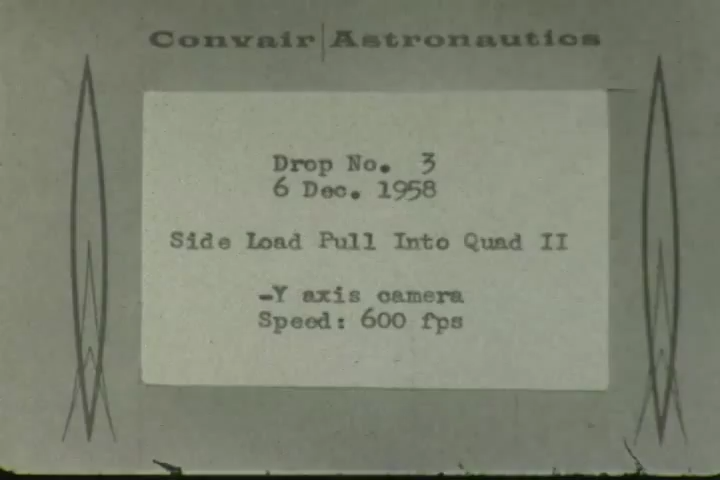 Convair|Astronautics
Drop No. 3
6 Dec. 1958
Side Load Pull Into Quad II
-Y axis camera
Speed: 600 fps